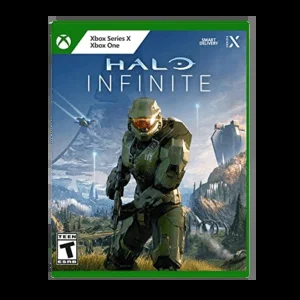 Xbox Series X
Xbox One
SMART
DELIVERY
X
HALO
INFINITE
T
TEEN
ESRB